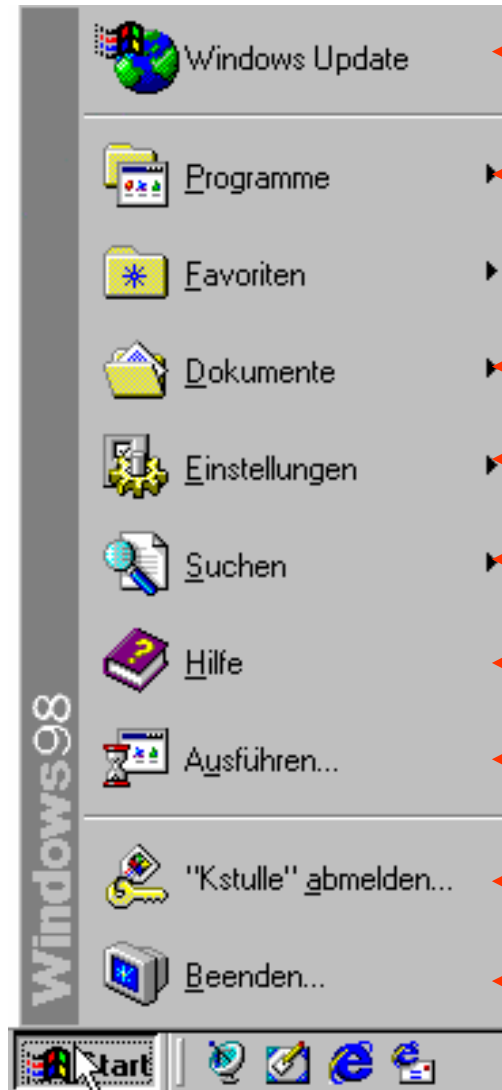 Windows Update
Programme
Favoriten
Dokumente
Einstellungen
Suchen
Hilfe
Ausführen...
"Kstulle" abmelden...
Beenden...
Windows98
Start